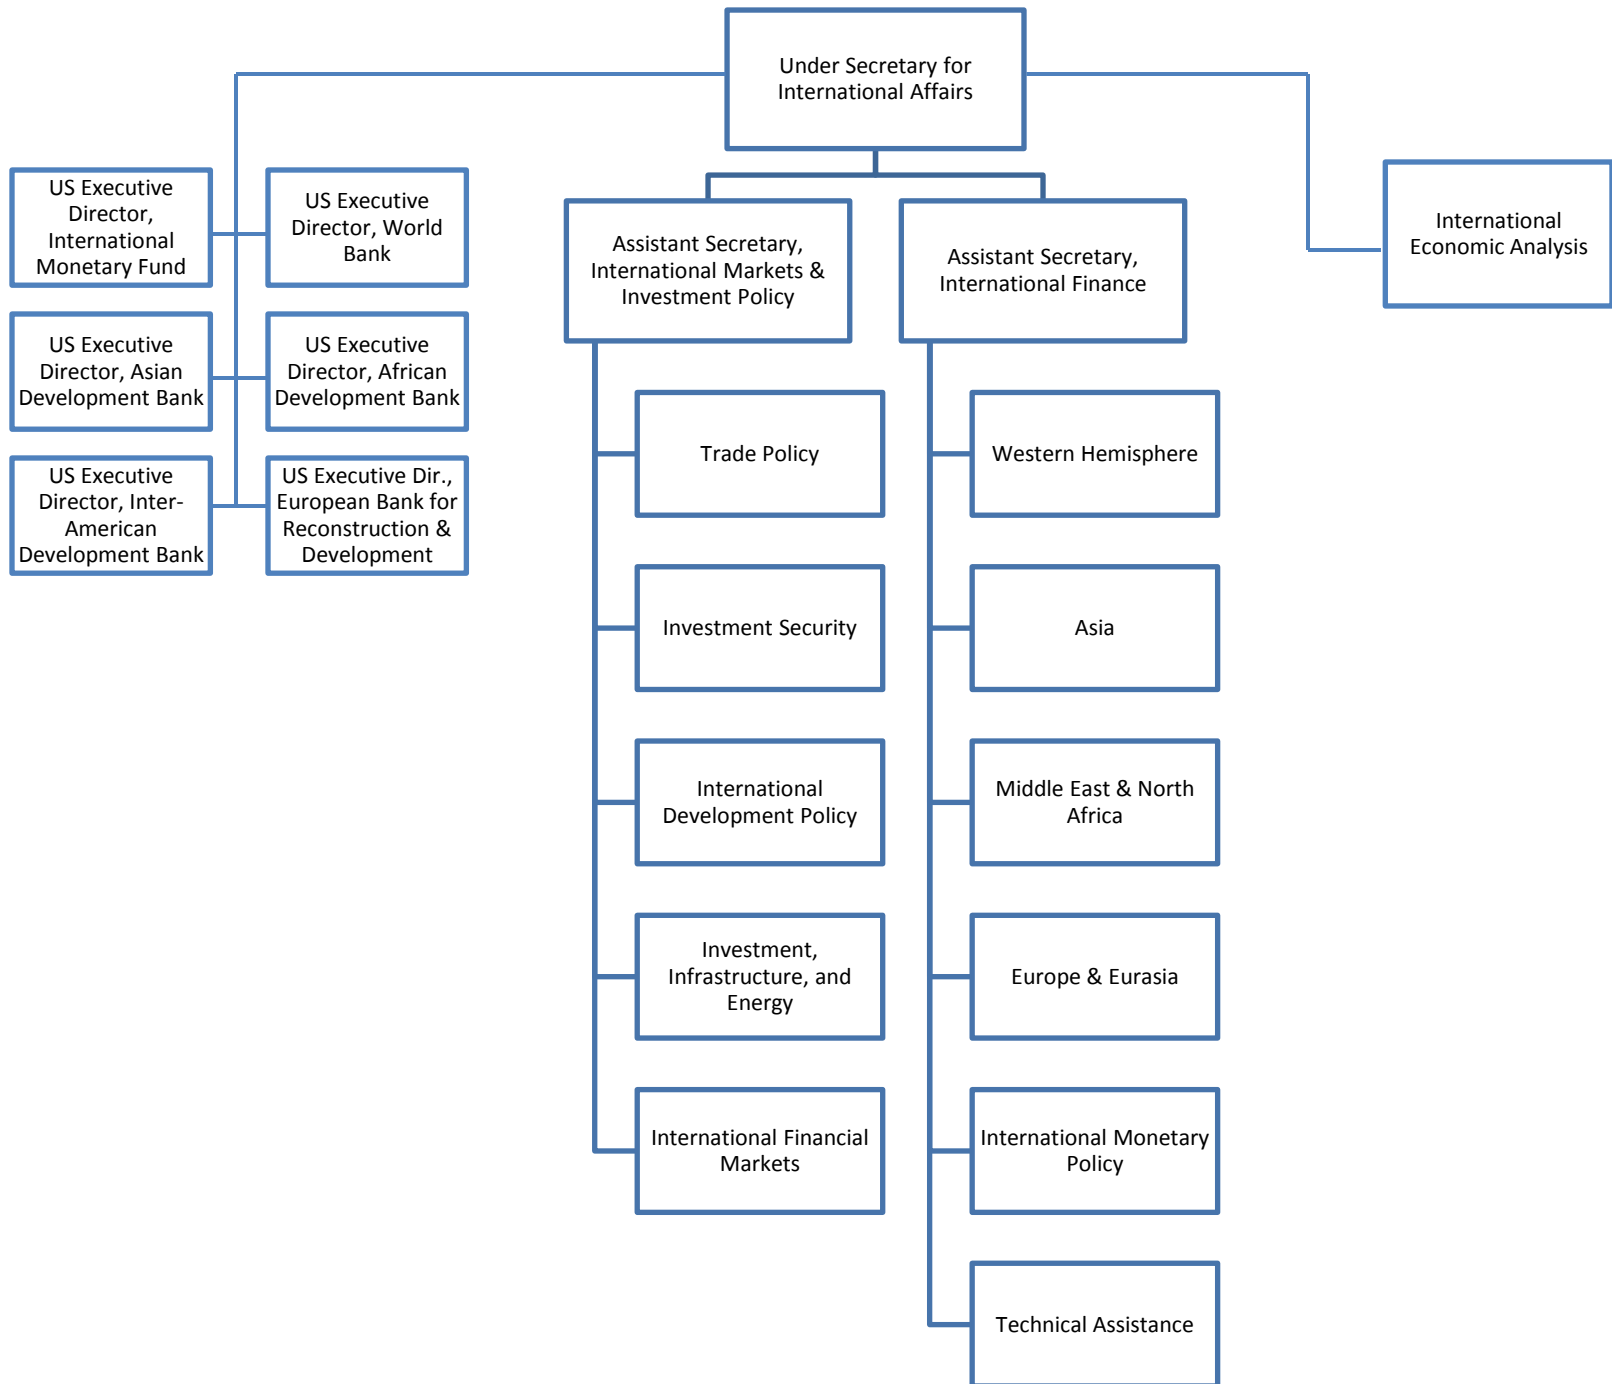 Under Secretary for
International Affairs
US Executive
Director,
International
Monetary Fund
US Executive
Director, World
Bank
US Executive
Director, Asian
Development Bank
US Executive
Director, African
Development Bank
US Executive
Director, Inter-
American
Development Bank
US Executive Dir.,
European Bank for
Reconstruction &
Development
Assistant Secretary,
International Markets &
Investment Policy
Trade Policy
Investment Security
International
Development Policy
Investment,
Infrastructure, and
Energy
International Financial
Markets
Assistant Secretary,
International Finance
Western Hemisphere
Asia
Middle East & North
Africa
Europe & Eurasia
International Monetary
Policy
Technical Assistance
International
Economic Analysis